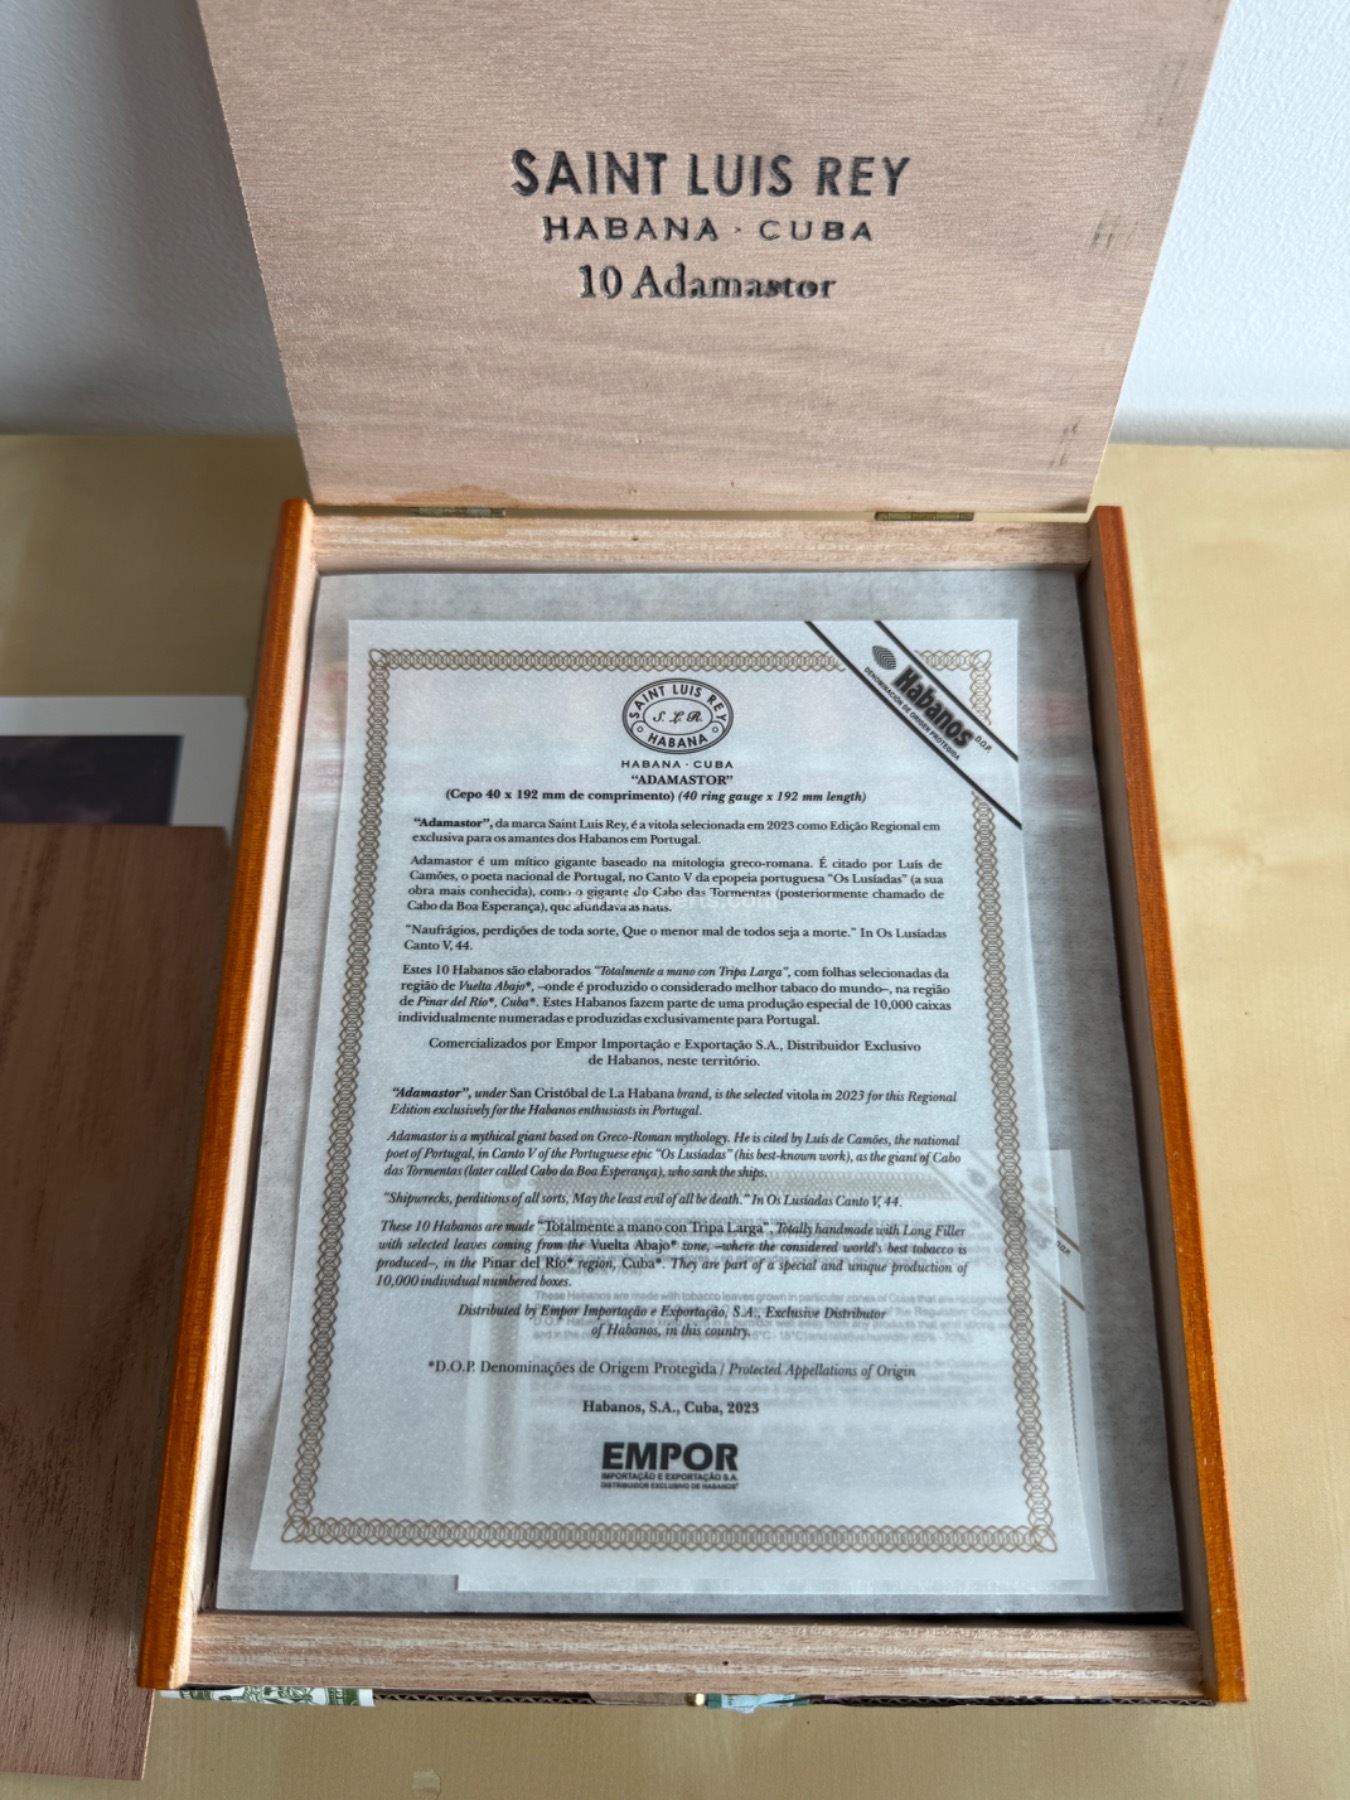 SAINT LUIS REY
HABANA · CUBA
10 Adamastor
Habanos
D.O.P.
DENOMINACIÓN DE ORIGEN PROTEGIDA
SAINT LUIS REY
S. L. R.
HABANA
HABANA · CUBA
"ADAMASTOR"
(Cepo 40 x 192 mm de comprimento) (40 ring gauge x 192 mm length)
"Adamastor", da marca Saint Luis Rey, é a vitola selecionada em 2023 como Edição Regional em
exclusiva para os amantes dos Habanos em Portugal.
Adamastor é um mítico gigante baseado na mitologia greco-romana. É citado por Luís de
Camões, o poeta nacional de Portugal, no Canto V da epopeia portuguesa "Os Lusíadas" (a sua
obra mais conhecida), como o gigante do Cabo das Tormentas (posteriormente chamado de
Cabo da Boa Esperança), que afundava as naus.
"Naufrágios, perdições de toda sorte, Que o menor mal de todos seja a morte." In Os Lusíadas
Canto V, 44.
Estes 10 Habanos são elaborados "Totalmente a mano con Tripa Larga", com folhas selecionadas da
região de Vuelta Abajo*, –onde é produzido o considerado melhor tabaco do mundo–, na região
de Pinar del Río*, Cuba*. Estes Habanos fazem parte de uma produção especial de 10,000 caixas
individualmente numeradas e produzidas exclusivamente para Portugal.
Comercializados por Empor Importação e Exportação S.A., Distribuidor Exclusivo
de Habanos, neste território.
"Adamastor", under San Cristóbal de La Habana brand, is the selected vitola in 2023 for this Regional
Edition exclusively for the Habanos enthusiasts in Portugal.
Adamastor is a mythical giant based on Greco-Roman mythology. He is cited by Luís de Camões, the national
poet of Portugal, in Canto V of the Portuguese epic "Os Lusíadas" (his best-known work), as the giant of Cabo
das Tormentas (later called Cabo da Boa Esperança), who sank the ships.
"Shipwrecks, perditions of all sorts, May the least evil of all be death." In Os Lusíadas Canto V, 44.
These 10 Habanos are made "Totalmente a mano con Tripa Larga", Totally handmade with Long Filler
with selected leaves coming from the Vuelta Abajo* zone, –where the considered world's best tobacco is
produced–, in the Pinar del Río* region, Cuba*. They are part of a special and unique production of
10,000 individual numbered boxes.
Distributed by Empor Importação e Exportação, S.A., Exclusive Distributor
of Habanos, in this country.
*D.O.P. Denominações de Origem Protegida / Protected Appellations of Origin
Habanos, S.A., Cuba, 2023
EMPOR
IMPORTAÇÃO E EXPORTAÇÃO S.A.
DISTRIBUIDOR EXCLUSIVO DE HABANOS*